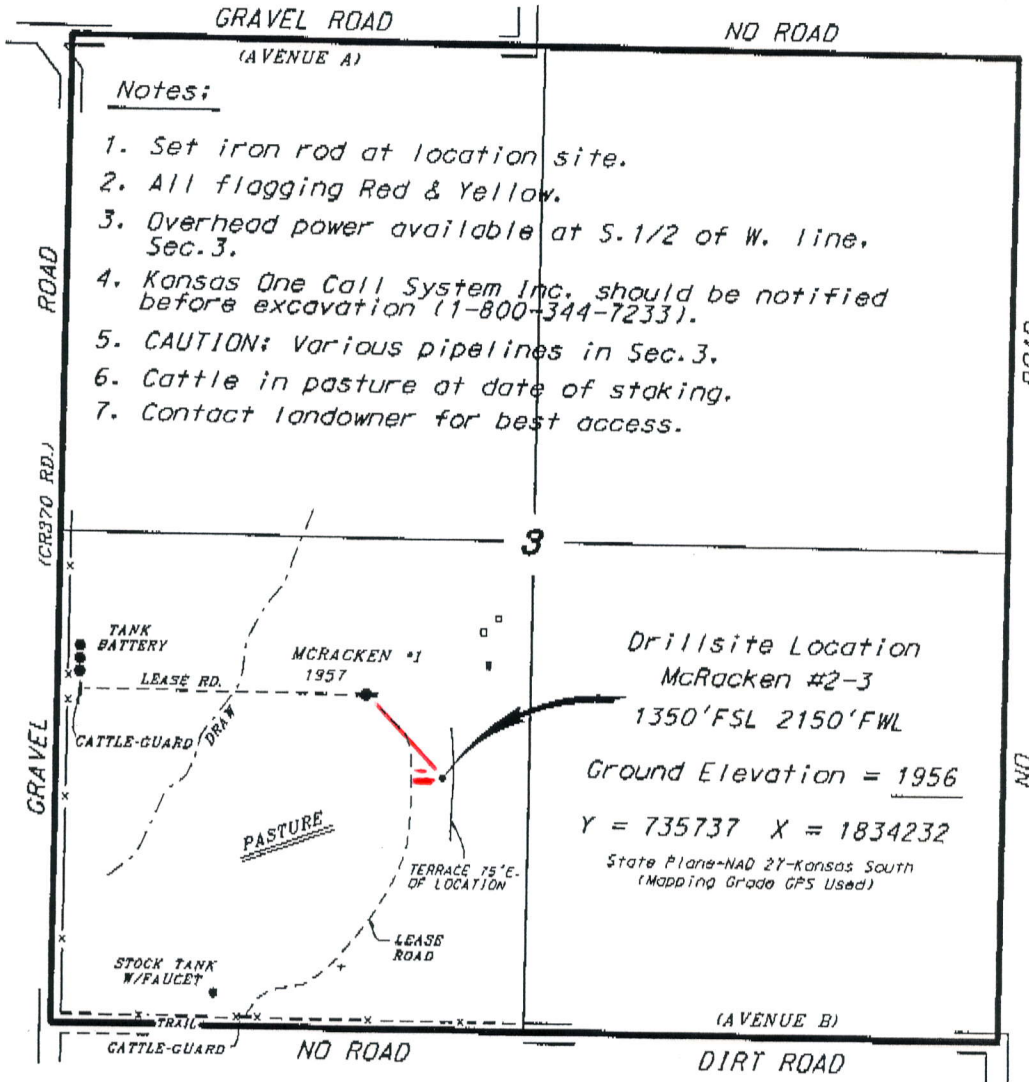 GRAVEL ROAD
NO ROAD
(AVENUE A)
Notes:
1. Set iron rod at location site.
2. All flagging Red & Yellow.
3. Overhead power available at S.1/2 of W. line,
Sec.3.
4. Kansas One Call System Inc. should be notified
before excavation (1-800-344-7233).
5. CAUTION: Various pipelines in Sec.3.
6. Cattle in pasture at date of staking.
7. Contact landowner for best access.
ROAD
(CR370 RD.)
GRAVEL
ROAD
NO
3
TANK
BATTERY
MCRACKEN #1
1957
LEASE RD.
CATTLE-GUARD
DRAW
PASTURE
TERRACE 75'E.
OF LOCATION
LEASE
ROAD
STOCK TANK
W/FAUCET
TRAIL
CATTLE-GUARD
Drillsite Location
McRacken #2-3
1350'FSL 2150'FWL
Ground Elevation = 1956
Y = 735737 X = 1834232
State Plane-NAD 27-Kansas South
(Mapping Grade GPS Used)
(AVENUE B)
NO ROAD
DIRT ROAD